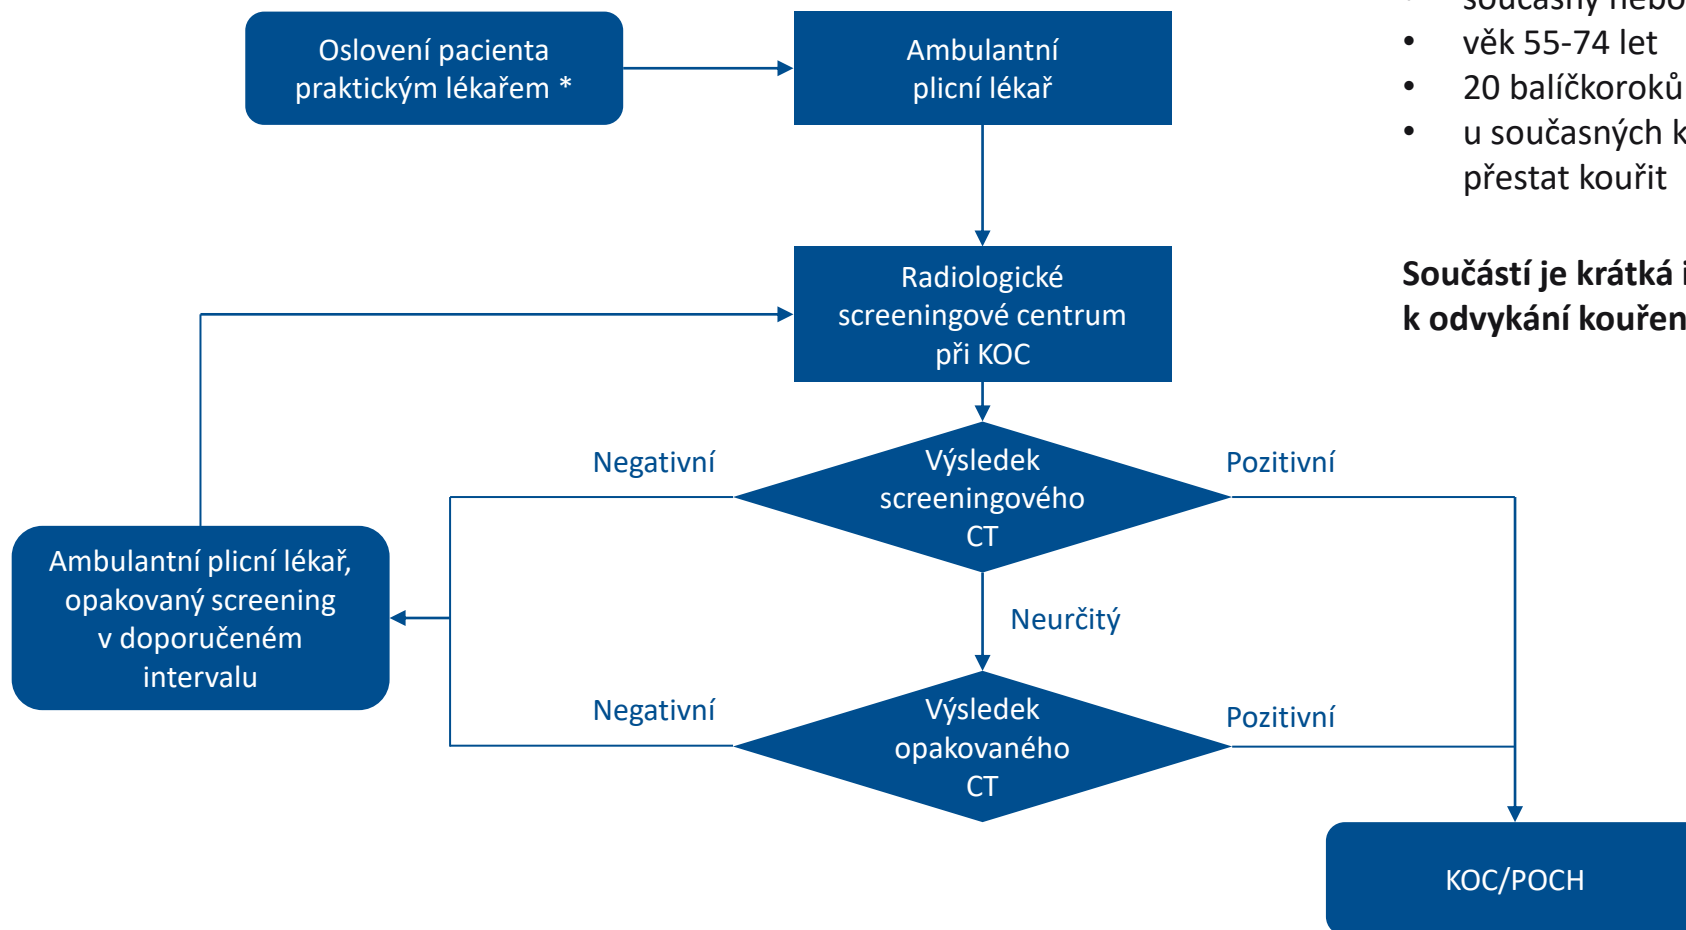 Oslovení pacienta
praktickým lékařem *
Ambulantní
plicní lékař
současný nebo
• věk 55-74 let
• 20 balíčkoroků
• u současných
přestat kouřit
Součástí je krátká
k odvykání
Radiologické
screeningové centrum
při KOC
Negativní
Výsledek
screeningového
CT
Pozitivní
Ambulantní plicní lékař,
opakovaný screening
v doporučeném
intervalu
Neurčitý
Negativní
Výsledek
opakovaného
CT
Pozitivní
KOC/POCH